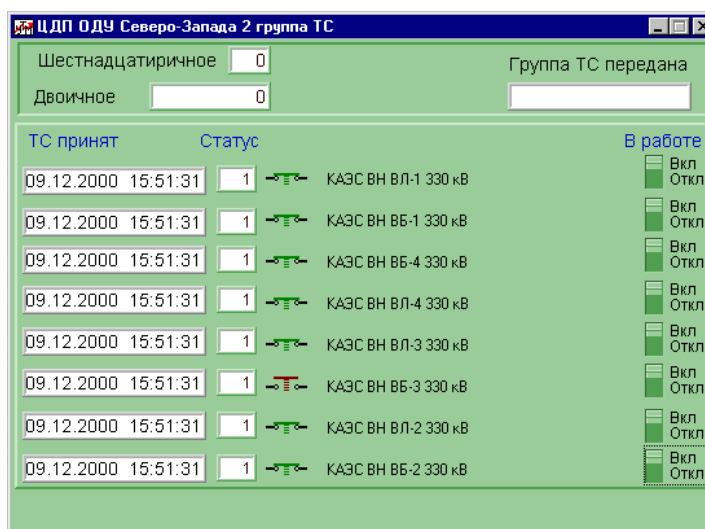 ЦДП ОДУ Северо-Запада 2 группа ТС
Шестнадцатиричное 0
Группа ТС передана
Двоичное 0
ТС принят Статус В работе
09.12.2000 15:51:31 1 КАЭС ВН ВЛ-1 330 кВ Вкл
Откл
09.12.2000 15:51:31 1 КАЭС ВН ВБ-1 330 кВ Вкл
Откл
09.12.2000 15:51:31 1 КАЭС ВН ВБ-4 330 кВ Вкл
Откл
09.12.2000 15:51:31 1 КАЭС ВН ВЛ-4 330 кВ Вкл
Откл
09.12.2000 15:51:31 1 КАЭС ВН ВЛ-3 330 кВ Вкл
Откл
09.12.2000 15:51:31 1 КАЭС ВН ВБ-3 330 кВ Вкл
Откл
09.12.2000 15:51:31 1 КАЭС ВН ВЛ-2 330 кВ Вкл
Откл
09.12.2000 15:51:31 1 КАЭС ВН ВБ-2 330 кВ Вкл
Откл